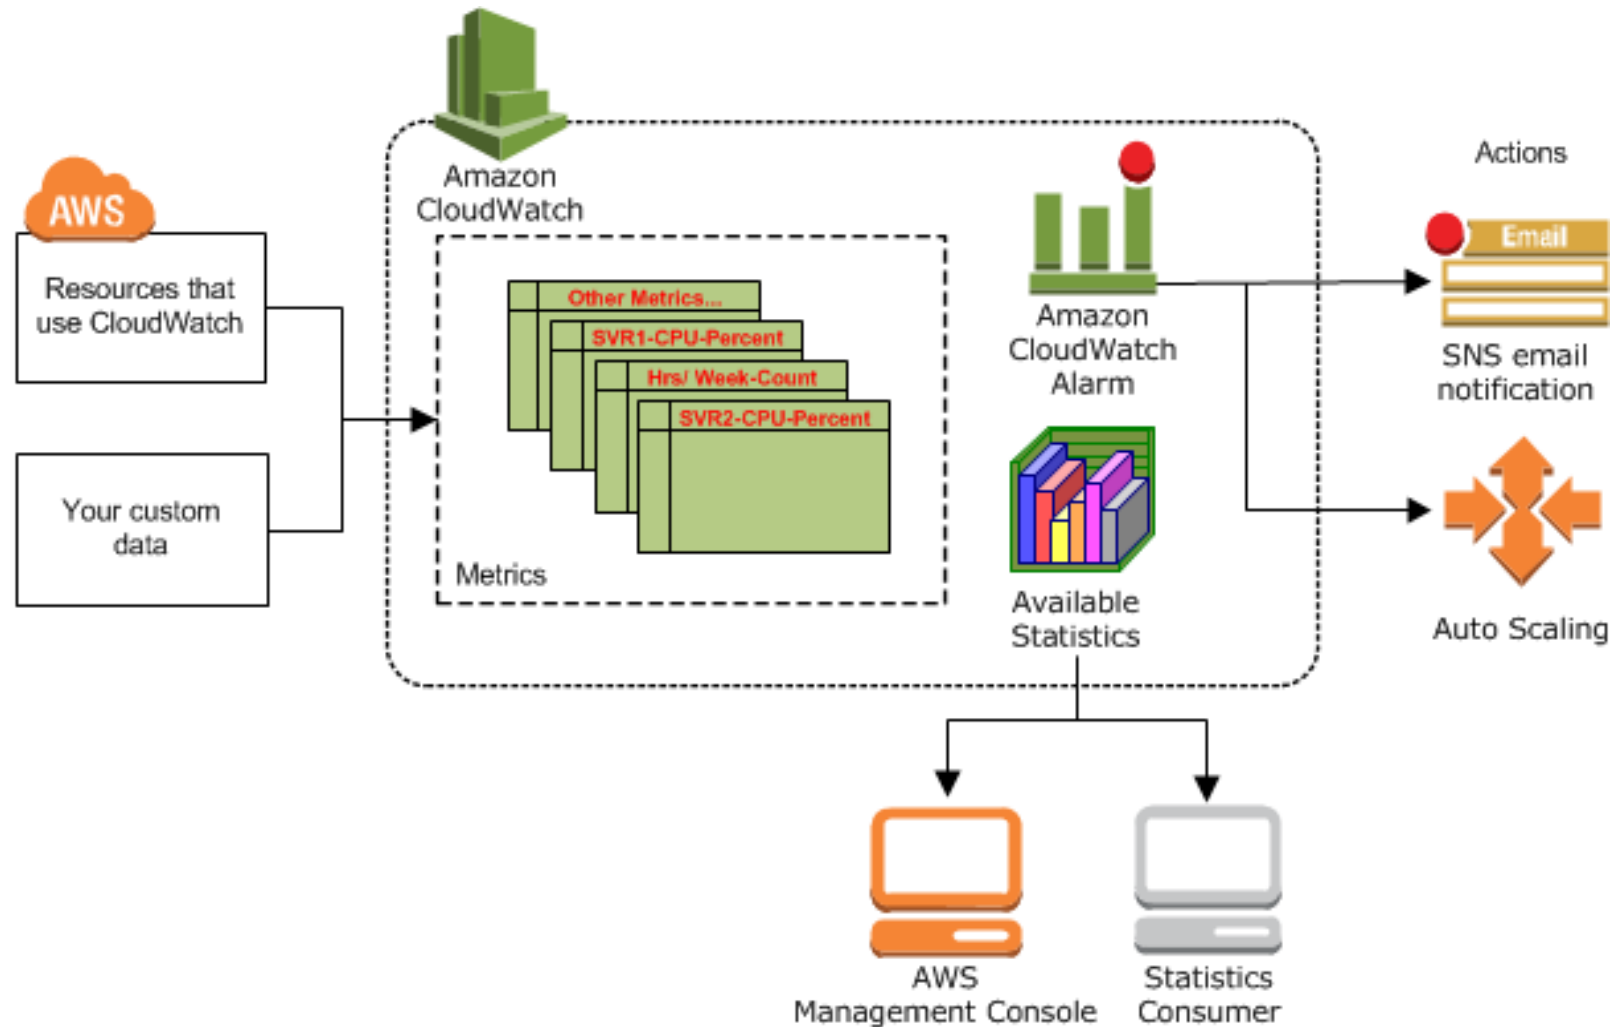 Amazon
CloudWatch
Actions
AWS
Resources that
use CloudWatch
Your custom
data
Other Metrics...
SVR1-CPU-Percent
Hrs/ Week-Count
SVR2-CPU-Percent
Metrics
Amazon
CloudWatch
Alarm
Available
Statistics
Email
SNS email
notification
Auto Scaling
AWS
Management Console
Statistics
Consumer